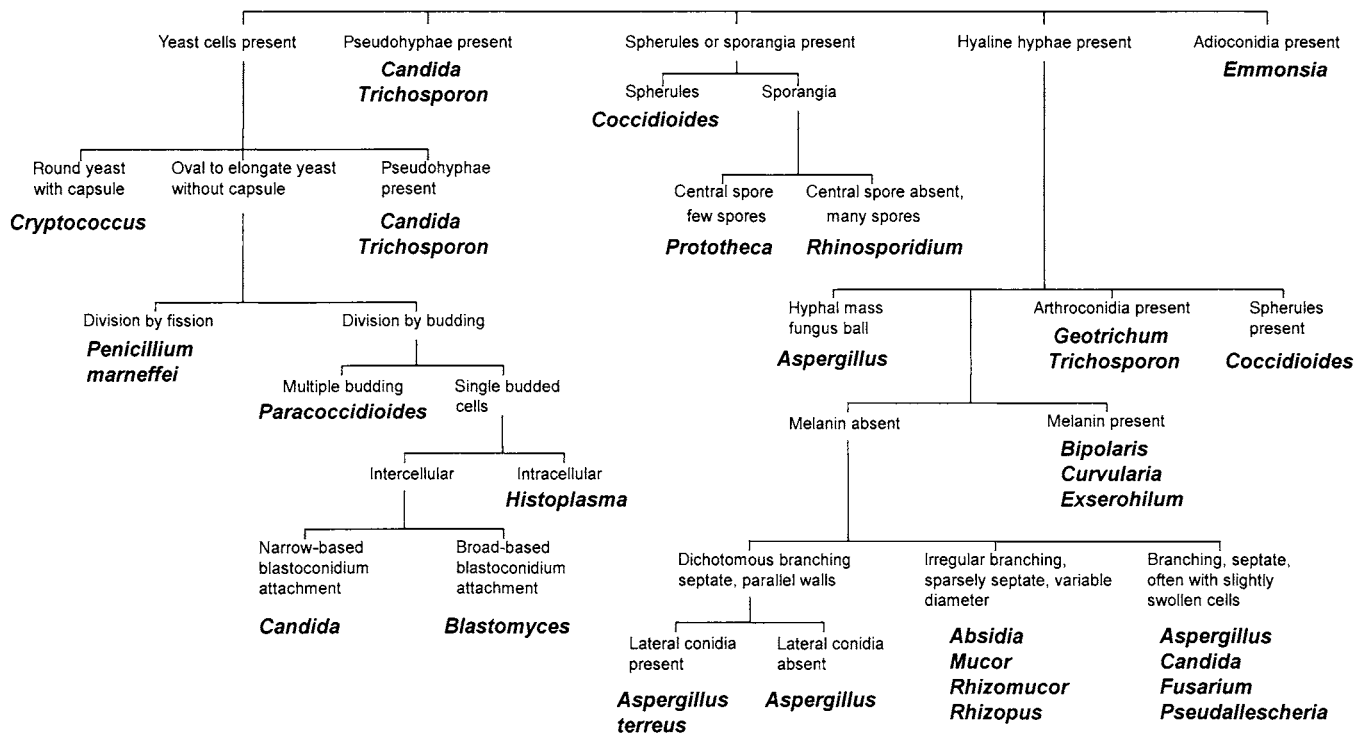 Yeast cells present
Pseudohyphae present
Candida
Trichosporon
Spherules or sporangia present
Hyaline hyphae present
Adioconidia present
Emmonsia
Spherules
Coccidioides
Sporangia
Round yeast
with capsule
Cryptococcus
Oval to elongate yeast
without capsule
Pseudohyphae
present
Candida
Trichosporon
Central spore
few spores
Prototheca
Central spore absent,
many spores
Rhinosporidium
Division by fission
Penicillium
marneffei
Division by budding
Hyphal mass
fungus ball
Aspergillus
Arthroconidia present
Geotrichum
Trichosporon
Spherules
present
Coccidioides
Multiple budding
Paracoccidioides
Single budded
cells
Melanin absent
Melanin present
Bipolaris
Curvularia
Exserohilum
Intercellular
Intracellular
Histoplasma
Narrow-based
blastoconidium
attachment
Candida
Broad-based
blastoconidium
attachment
Blastomyces
Dichotomous branching
septate, parallel walls
Irregular branching,
sparsely septate, variable
diameter
Absidia
Mucor
Rhizomucor
Rhizopus
Branching, septate,
often with slightly
swollen cells
Aspergillus
Candida
Fusarium
Pseudallescheria
Lateral conidia
present
Aspergillus
terreus
Lateral conidia
absent
Aspergillus